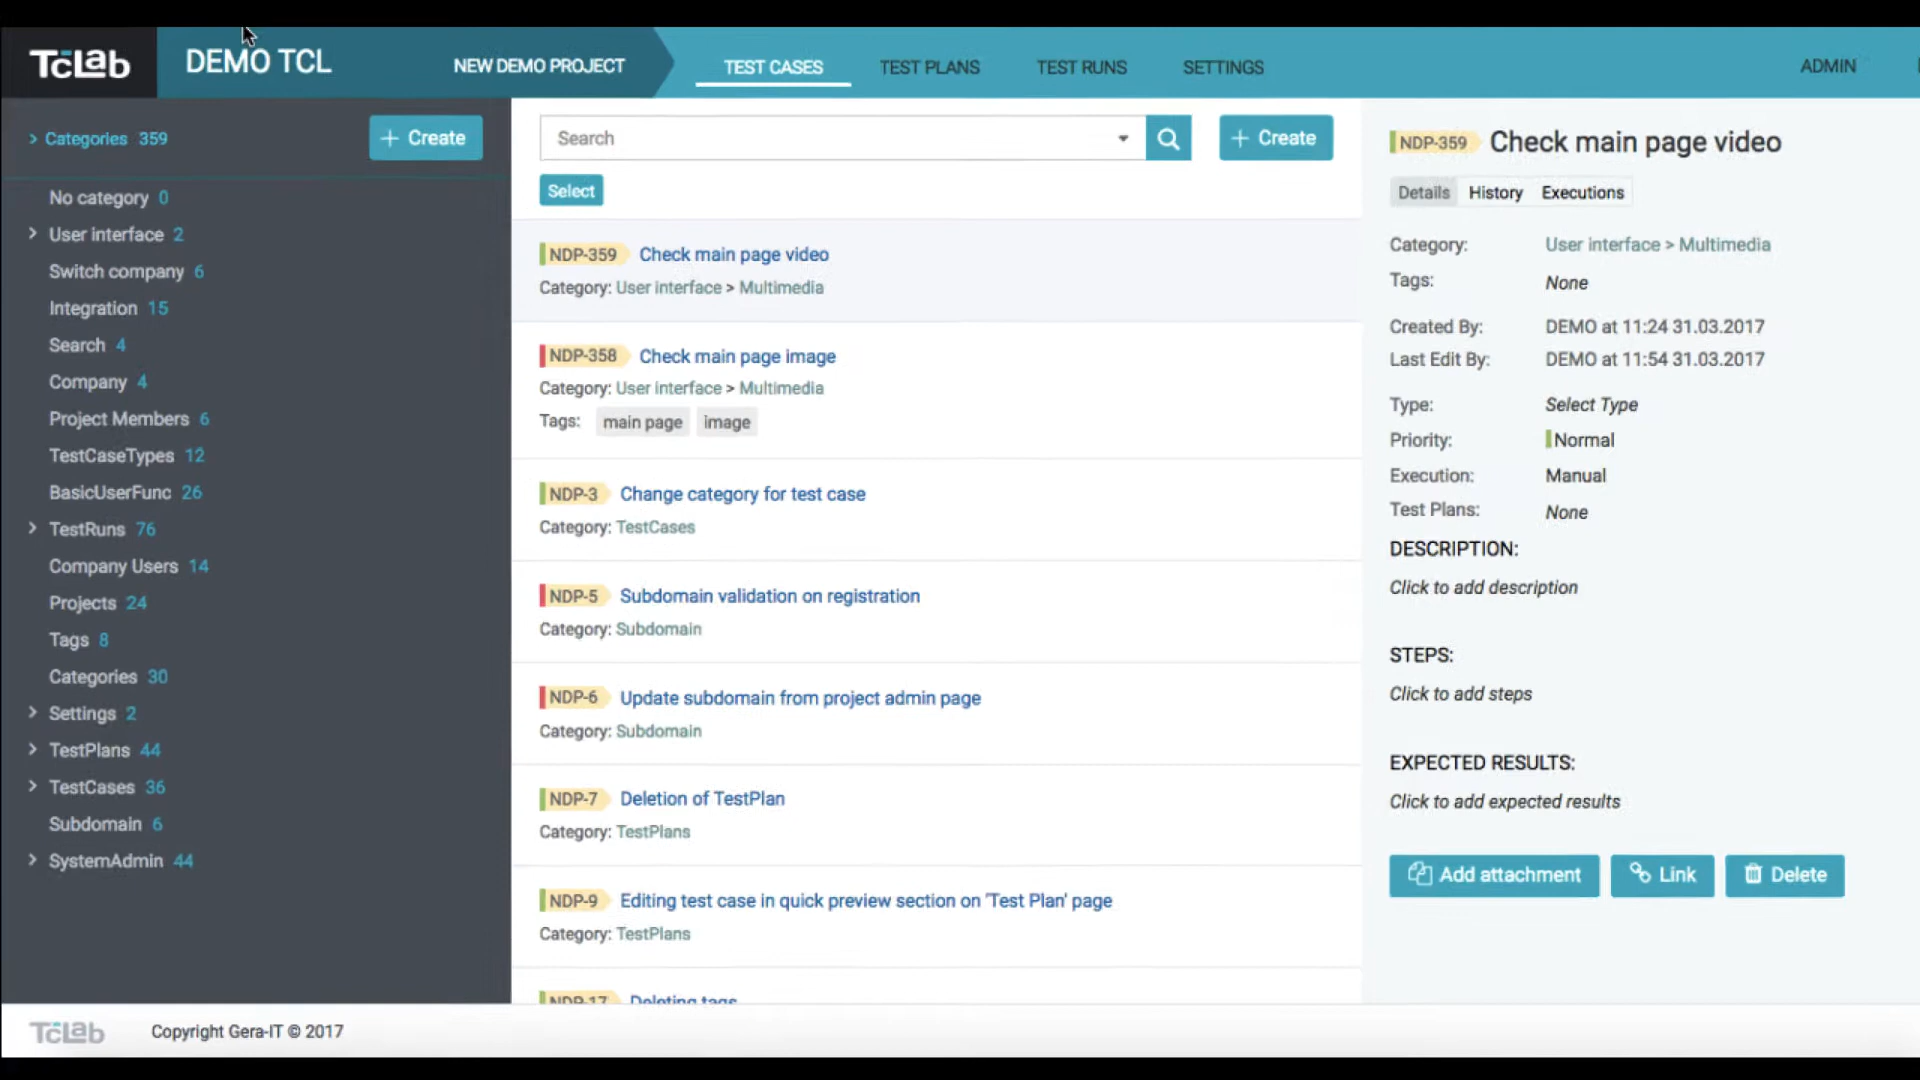 TcLab
DEMO TCL
NEW DEMO PROJECT
TEST CASES
TEST PLANS
TEST RUNS
SETTINGS
ADMIN
Categories 359
+ Create
No category 0
User interface 2
Switch company 6
Integration 15
Search 4
Company 4
Project Members 6
TestCaseTypes 12
BasicUserFunc 26
TestRuns 76
Company Users 14
Projects 24
Tags 8
Categories 30
Settings 2
TestPlans 44
TestCases 36
Subdomain 6
SystemAdmin 44
Search
+ Create
Select
NDP-359 Check main page video
Category: User interface > Multimedia
NDP-358 Check main page image
Category: User interface > Multimedia
Tags: main page image
NDP-3 Change category for test case
Category: TestCases
NDP-5 Subdomain validation on registration
Category: Subdomain
NDP-6 Update subdomain from project admin page
Category: Subdomain
NDP-7 Deletion of TestPlan
Category: TestPlans
NDP-9 Editing test case in quick preview section on 'Test Plan' page
Category: TestPlans
NDP-17 Deleting tags
NDP-359 Check main page video
Details History Executions
Category: User interface > Multimedia
Tags: None
Created By: DEMO at 11:24 31.03.2017
Last Edit By: DEMO at 11:54 31.03.2017
Type: Select Type
Priority: Normal
Execution: Manual
Test Plans: None
DESCRIPTION:
Click to add description
STEPS:
Click to add steps
EXPECTED RESULTS:
Click to add expected results
Add attachment
Link
Delete
TcLab
Copyright Gera-IT © 2017